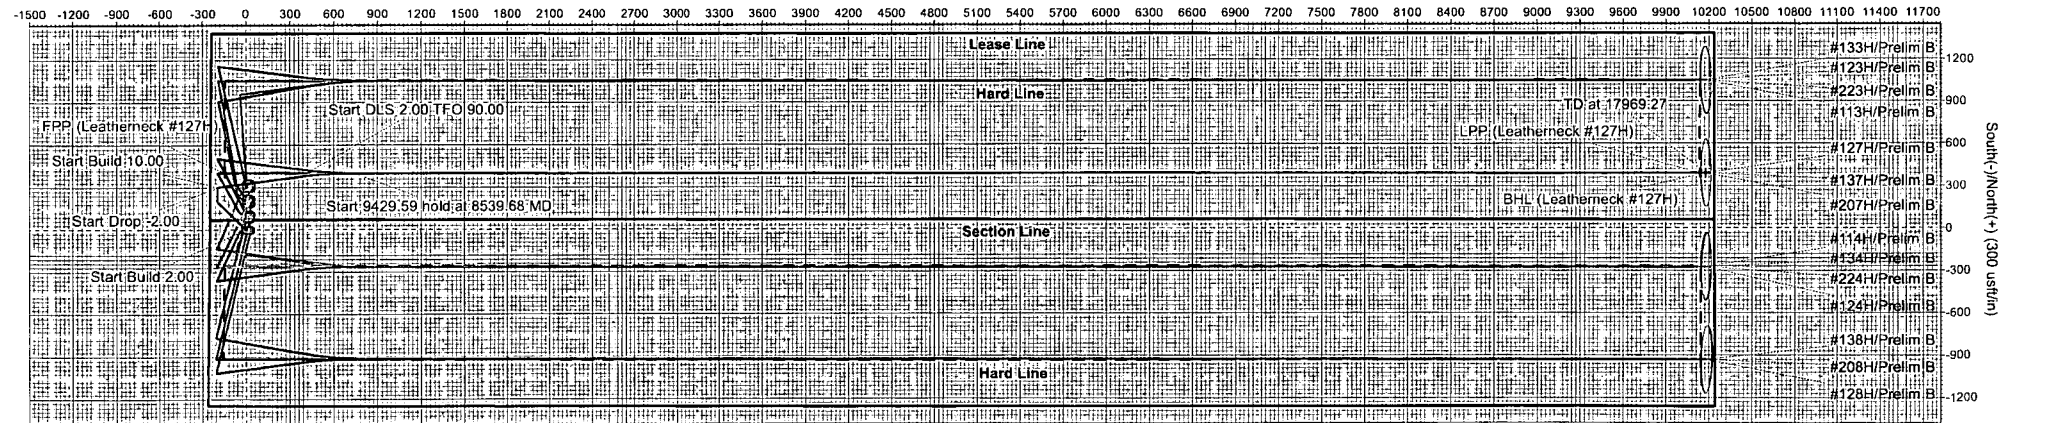 -1500 -1200 -900 -600 -300 0 300 600 900 1200 1500 1800 2100 2400 2700 3000 3300 3600 3900 4200 4500 4800 5100 5400 5700 6000 6300 6600 6900 7200 7500 7800 8100 8400 8700 9000 9300 9600 9900 10200 10500 10800 11100 11400 11700
Lease Line
#133H/Prelim B
1200
#123H/Prelim B
Hard Line
#223H/Prelim B
TD at 17969.27
900
Start DLS 2.00 TFO 90.00
#113H/Prelim B
FPP (Leatherneck #127H)
LPP (Leatherneck #127H)
600
#127H/Prelim B
Start Build 10.00
#137H/Prelim B
300
Start 9429.59 hold at 8539.68 MD
BHL (Leatherneck #127H)
#207H/Prelim B
Start Drop -2.00
Section Line
0
#114H/Prelim B
#134H/Prelim B
-300
Start Build 2.00
#224H/Prelim B
#124H/Prelim B
-600
#138H/Prelim B
-900
Hard Line
#208H/Prelim B
#128H/Prelim B
-1200
South(-)/North(+) (300 usft/in)